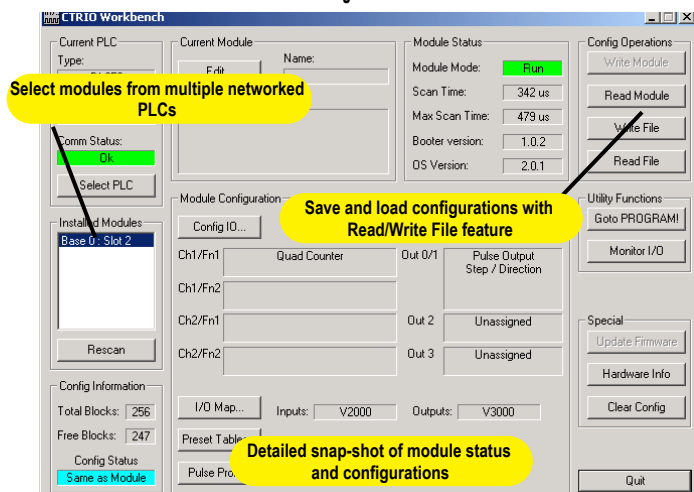 CTRIO Workbench
Current PLC
Type:
Select modules from multiple networked
PLCs
Comm Status:
Ok
Select PLC
Installed Modules
Base 0 : Slot 2
Rescan
Config Information
Total Blocks: 256
Free Blocks: 247
Config Status
Same as Module
Current Module
Edit
Name:
Module Configuration
Config IO...
Save and load configurations with
Read/Write File feature
Ch1/Fn1 Quad Counter
Ch1/Fn2
Ch2/Fn1
Ch2/Fn2
Out 0/1 Pulse Output
Step / Direction
Out 2 Unassigned
Out 3 Unassigned
I/O Map... Inputs: V2000 Outputs: V3000
Preset Table
Pulse Pro
Detailed snap-shot of module status
and configurations
Module Status
Module Mode: Run
Scan Time: 342 us
Max Scan Time: 479 us
Booter version: 1.0.2
OS Version: 2.0.1
Config Operations
Write Module
Read Module
Write File
Read File
Utility Functions
Goto PROGRAM!
Monitor I/O
Special
Update Firmware
Hardware Info
Clear Config
Quit